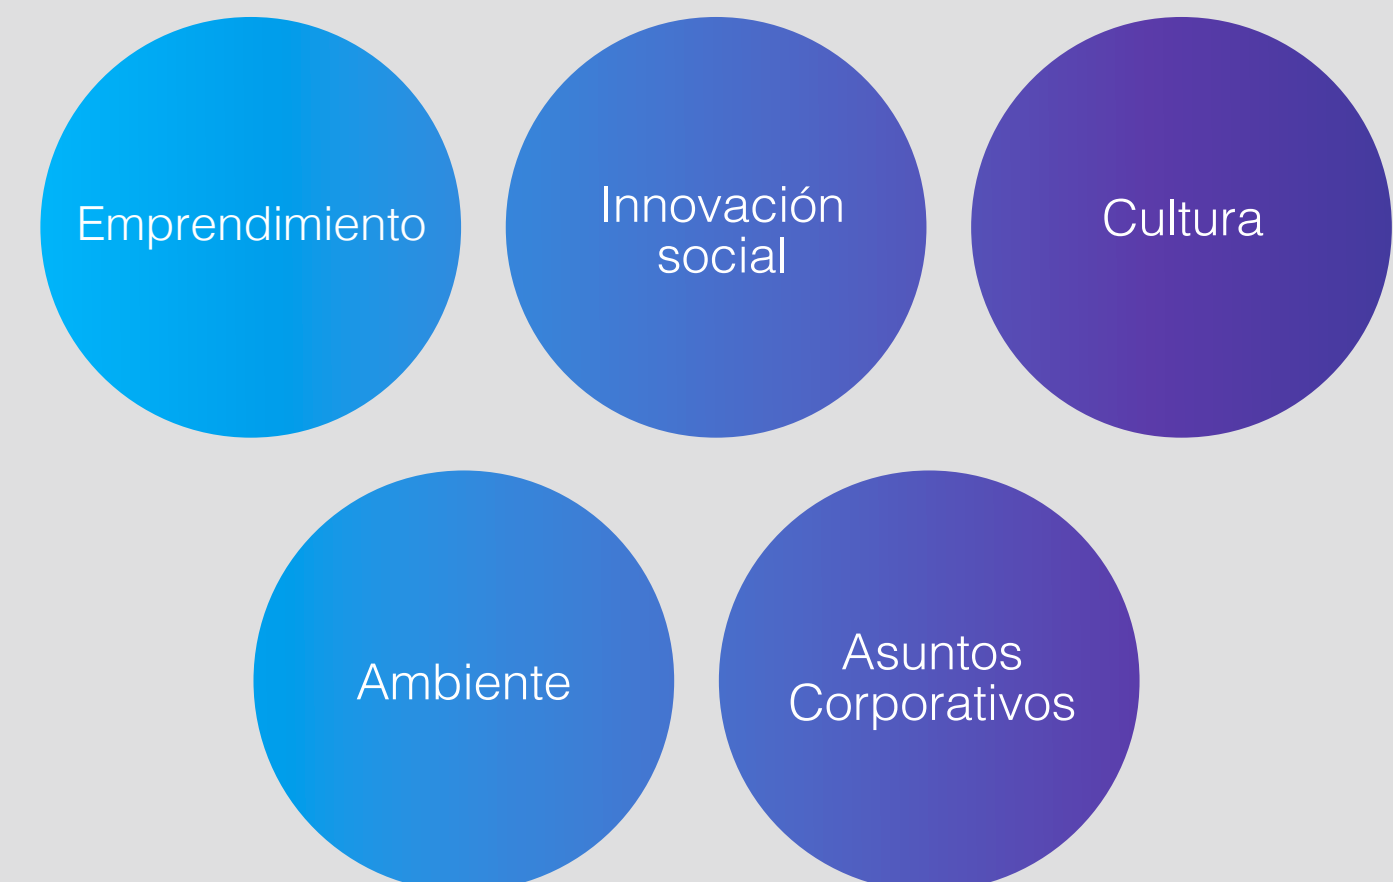 Emprendimiento
Innovación
social
Cultura
Ambiente
Asuntos
Corporativos